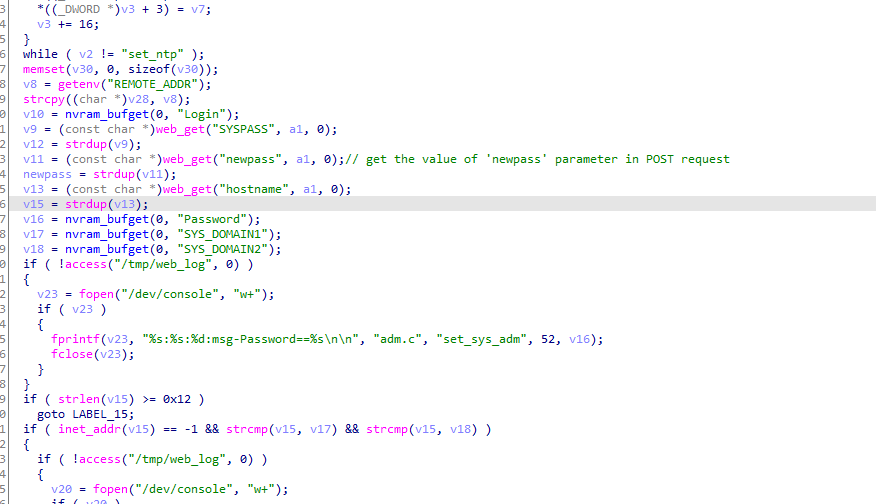 3 *((_DWORD *)v3 + 3) = v7;
4 v3 += 16;
5 }
6 while ( v2 != "set_ntp" );
7 memset(v30, 0, sizeof(v30));
8 v8 = getenv("REMOTE_ADDR");
9 strcpy((char *)v28, v8);
0 v10 = nvram_bufget(0, "Login");
1 v9 = (const char *)web_get("SYSPASS", a1, 0);
2 v12 = strdup(v9);
3 v11 = (const char *)web_get("newpass", a1, 0);// get the value of 'newpass' parameter in POST request
4 newpass = strdup(v11);
5 v13 = (const char *)web_get("hostname", a1, 0);
6 v15 = strdup(v13);
7 v16 = nvram_bufget(0, "Password");
8 v17 = nvram_bufget(0, "SYS_DOMAIN1");
9 v18 = nvram_bufget(0, "SYS_DOMAIN2");
0 if ( !access("/tmp/web_log", 0) )
1 {
2 v23 = fopen("/dev/console", "w+");
3 if ( v23 )
4 {
5 fprintf(v23, "%s:%s:%d:msg-Password==%s\n\n", "adm.c", "set_sys_adm", 52, v16);
6 fclose(v23);
7 }
8 }
9 if ( strlen(v15) >= 0x12 )
0 goto LABEL_15;
1 if ( inet_addr(v15) == -1 && strcmp(v15, v17) && strcmp(v15, v18) )
2 {
3 if ( !access("/tmp/web_log", 0) )
4 {
5 v20 = fopen("/dev/console", "w+");
if ( v20 )